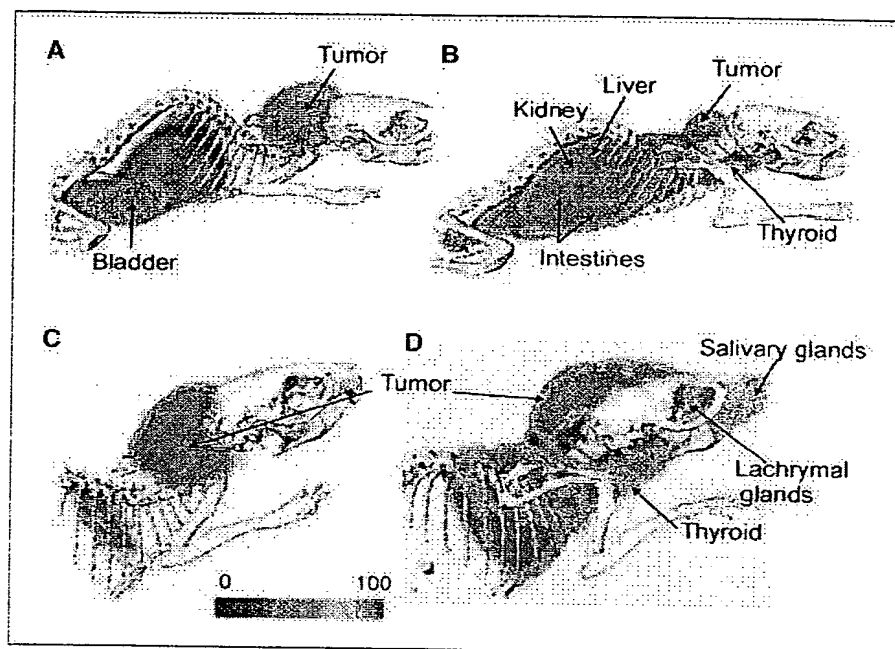 A
Tumor
Bladder
B
Liver
Kidney
Tumor
Thyroid
Intestines
C
Tumor
D
Salivary glands
Lachrymal
glands
Thyroid
0
100